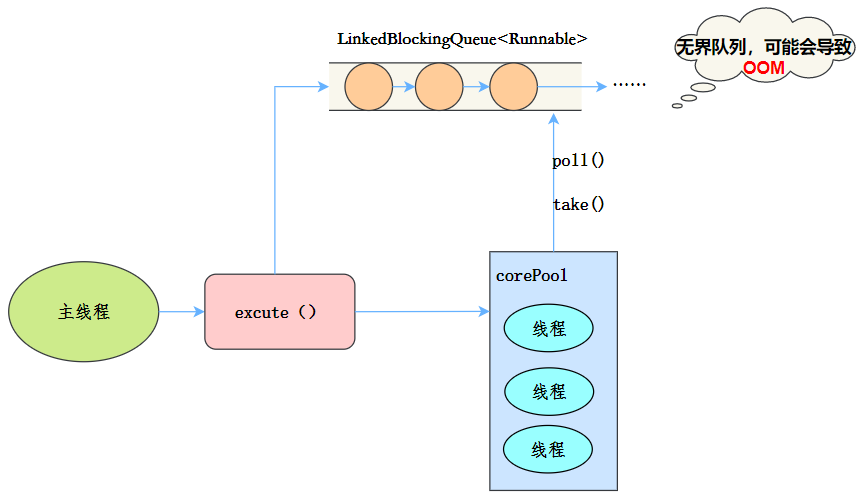 LinkedBlockingQueue<Runnable>
无界队列，可能会导致
OOM
······
poll()
take()
主线程
excute（）
corePool
线程
线程
线程